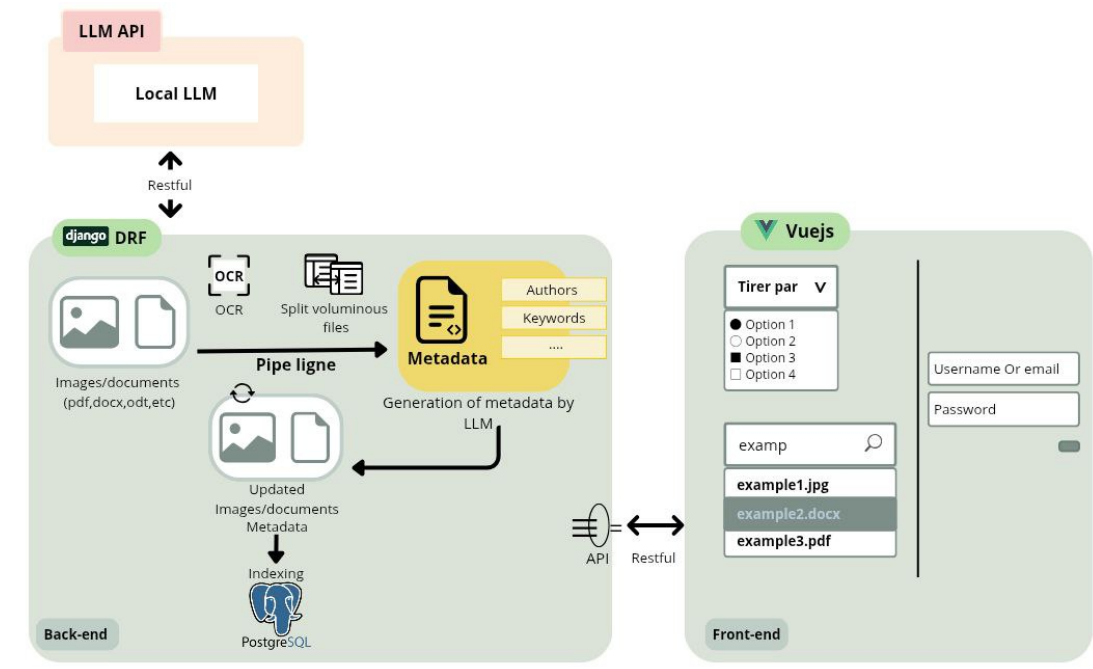 LLM API
Local LLM
Restful
django DRF
OCR
OCR
Split voluminous
files
Pipe ligne
Images/documents
(pdf,docx,odt,etc)
Metadata
Authors
Keywords
....
Generation of metadata by
LLM
Updated
Images/documents
Metadata
Indexing
PostgreSQL
Back-end
API
Restful
Vuejs
Tirer par V
Option 1
Option 2
Option 3
Option 4
examp
example1.jpg
example2.docx
example3.pdf
Username Or email
Password
Front-end